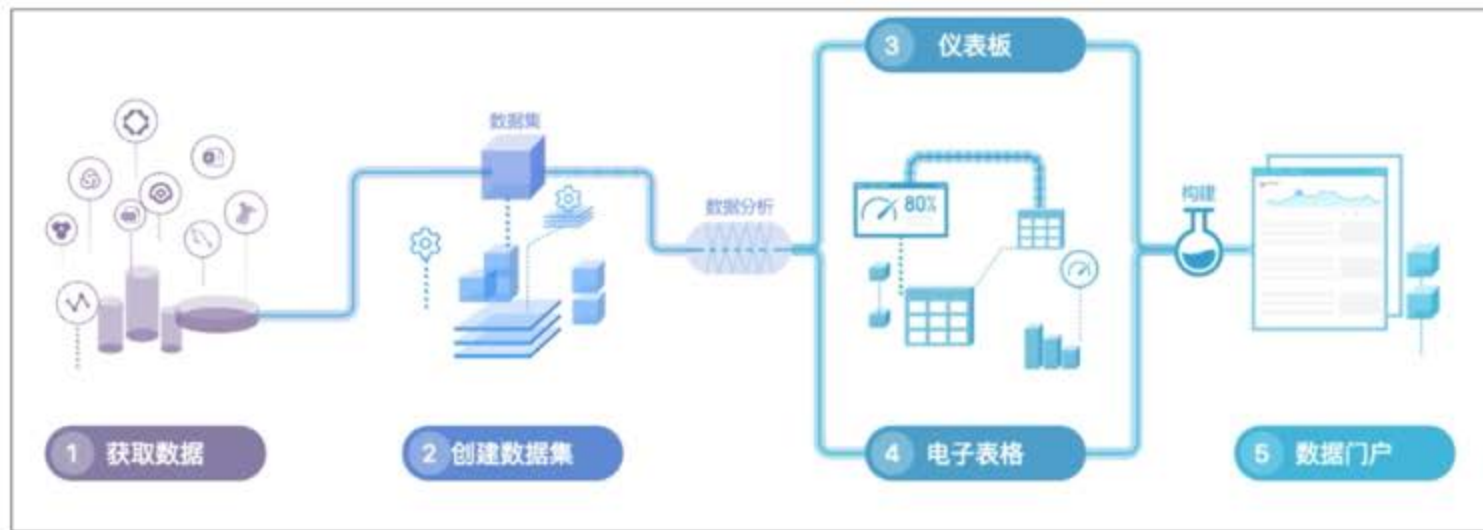 3 仪表板
数据集
80%
数据分析
构建
1 获取数据
2 创建数据集
4 电子表格
5 数据门户